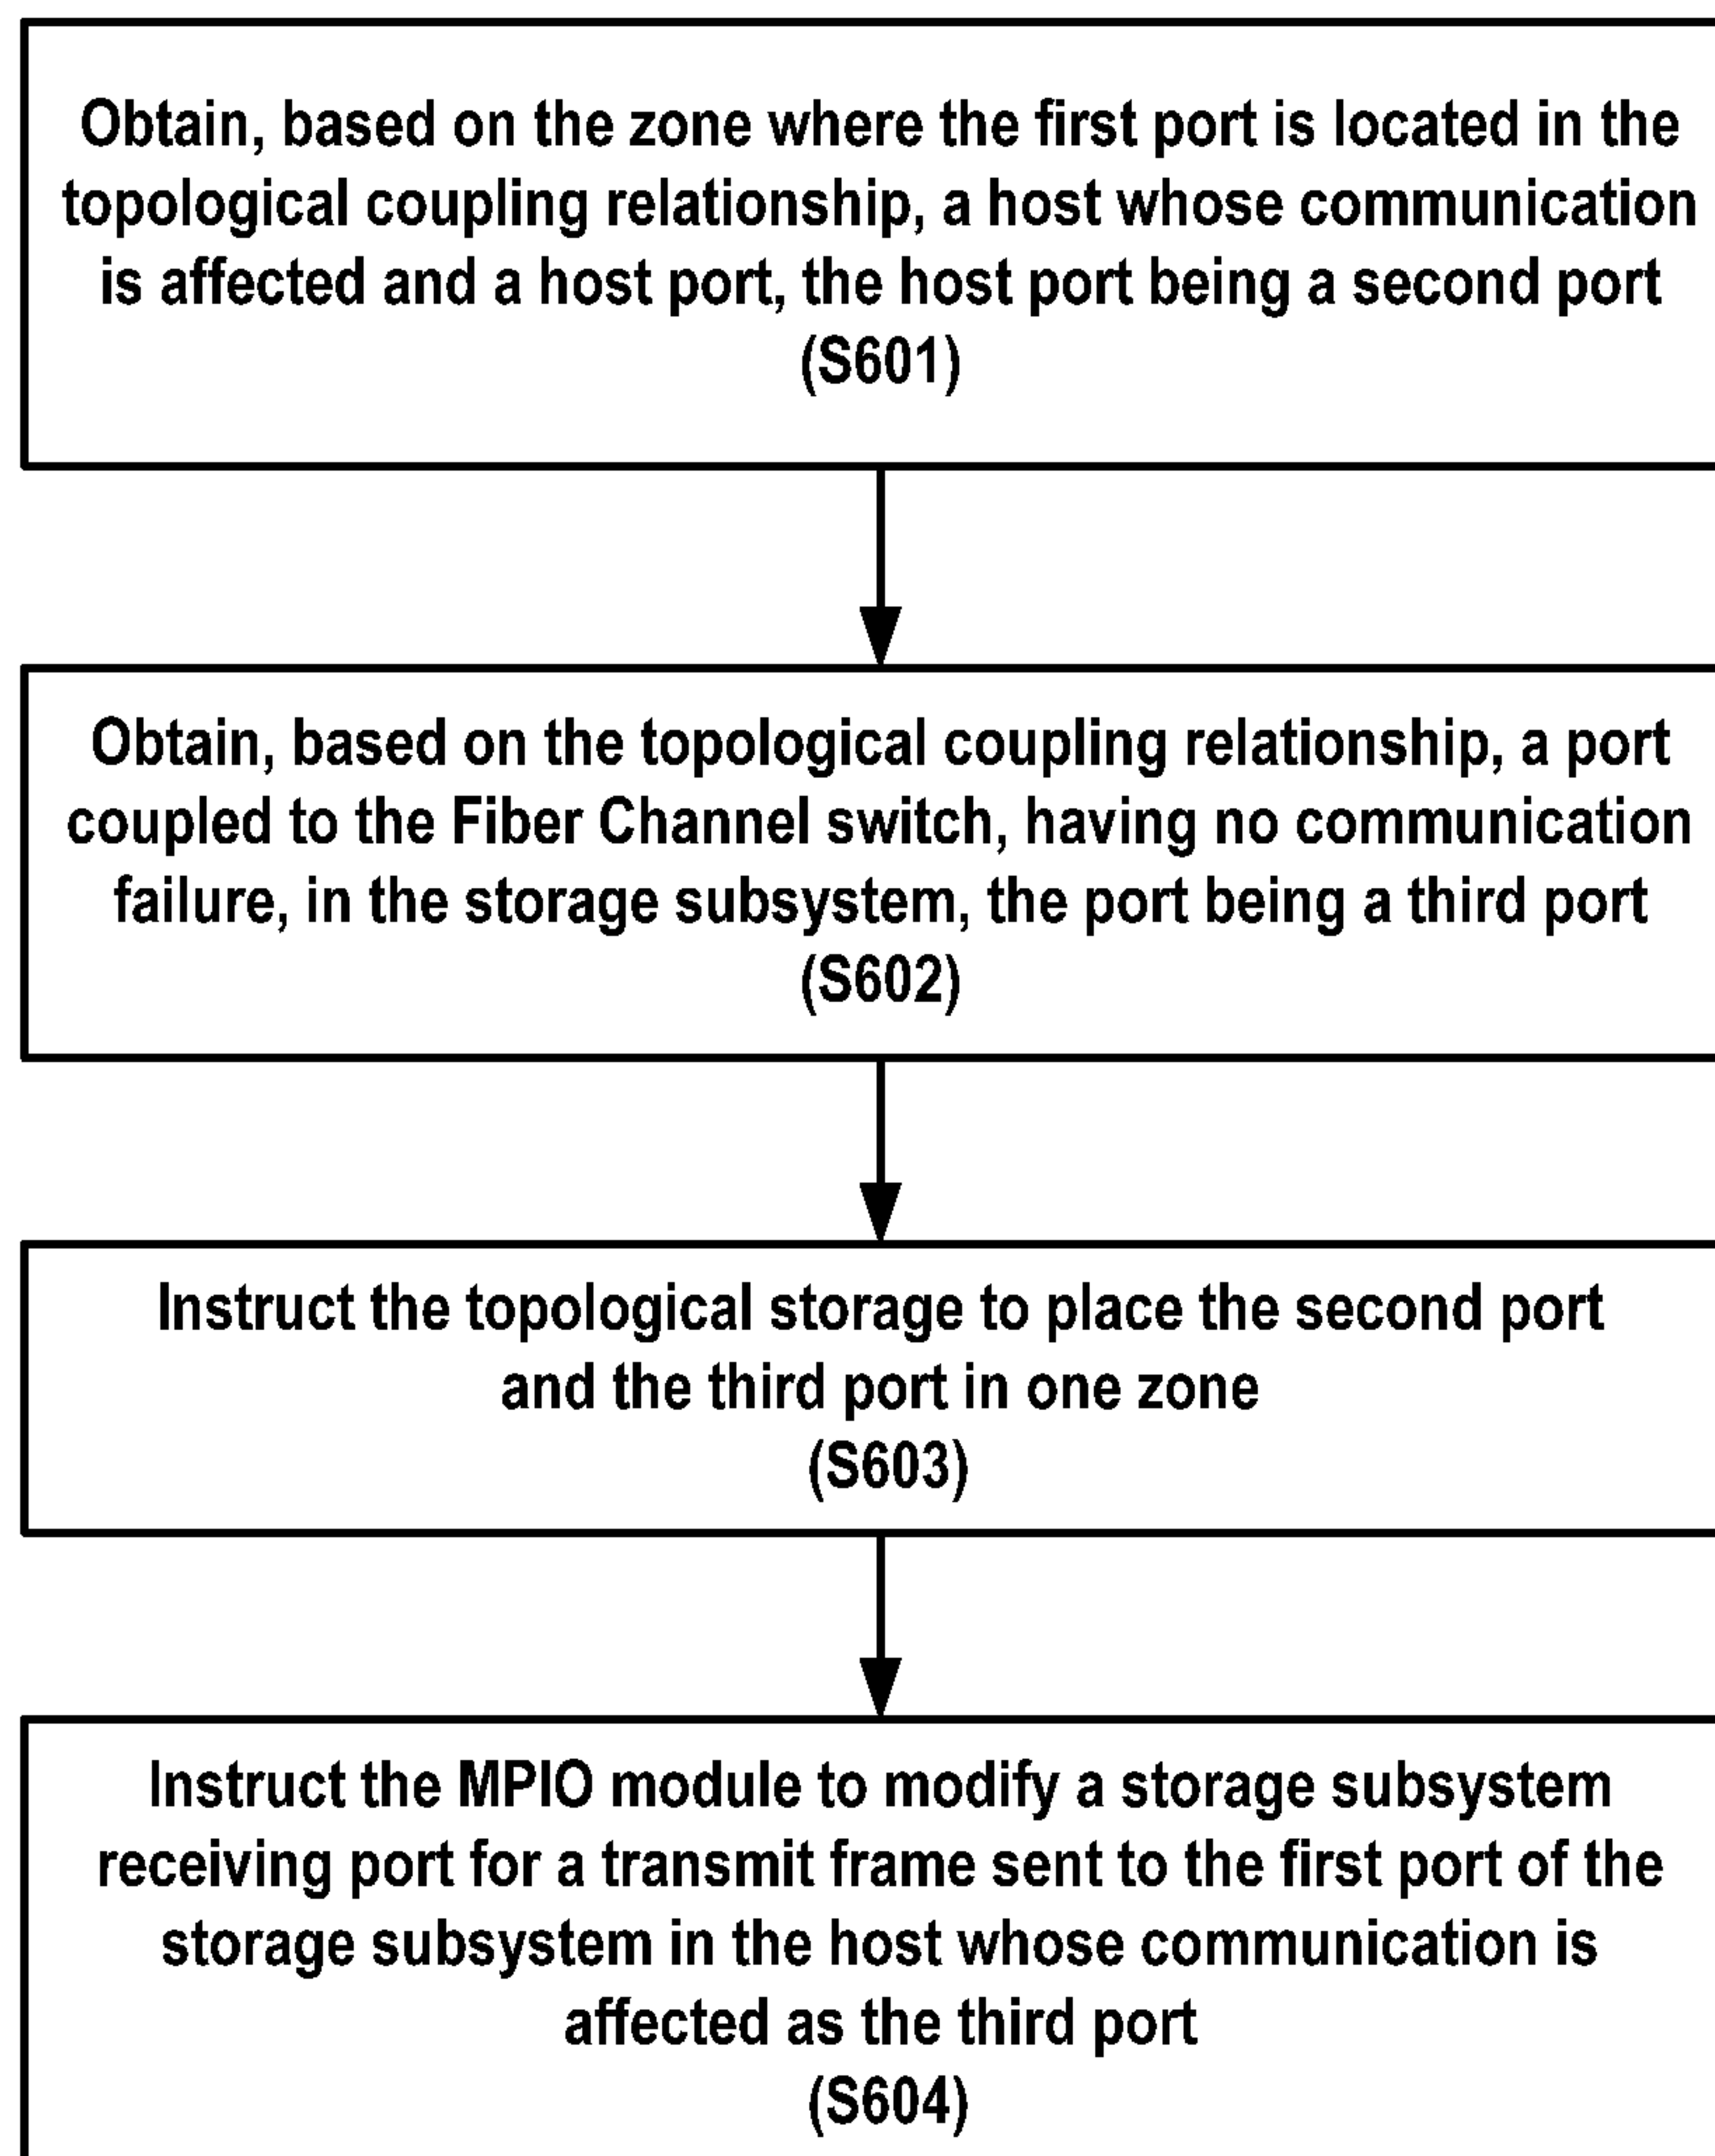 Obtain, based on the zone where the first port is located in the
topological coupling relationship, a host whose communication
is affected and a host port, the host port being a second port
(S601)
Obtain, based on the topological coupling relationship, a port
coupled to the Fiber Channel switch, having no communication
failure, in the storage subsystem, the port being a third port
(S602)
Instruct the topological storage to place the second port
and the third port in one zone
(S603)
Instruct the MPIO module to modify a storage subsystem
receiving port for a transmit frame sent to the first port of the
storage subsystem in the host whose communication is
affected as the third port
(S604)